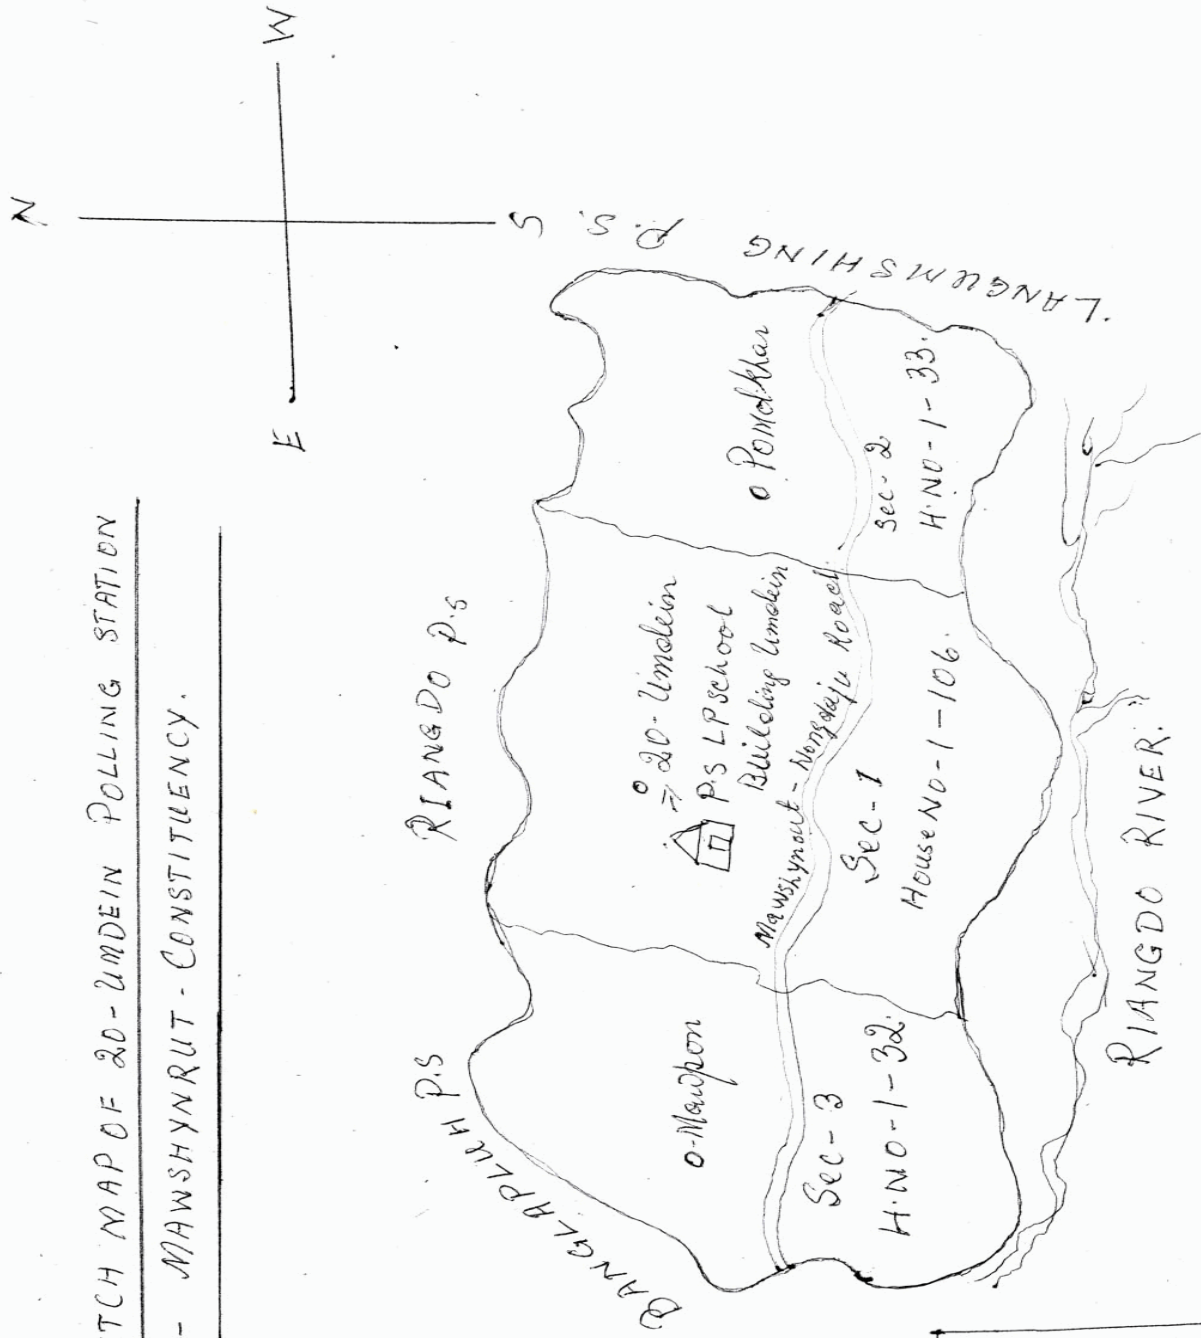 TCH MAP OF 20-UMDEIN POLLING STATION
- MAWSHYNRUT - CONSTITUENCY.
N
W
E
S
RIANGDO P.S
BANGLAPLUH P.S
LANGUMSHING P.S.
o-Mawpon
20-Umdein
P.S LP School
Building Umdein
o Pomdkhar
Mawshynout - Nongdaju Road
Sec-3
H.NO-1-32.
Sec-1
House NO-1-106.
Sec-2
H.NO-1-33.
RIANGDO RIVER.